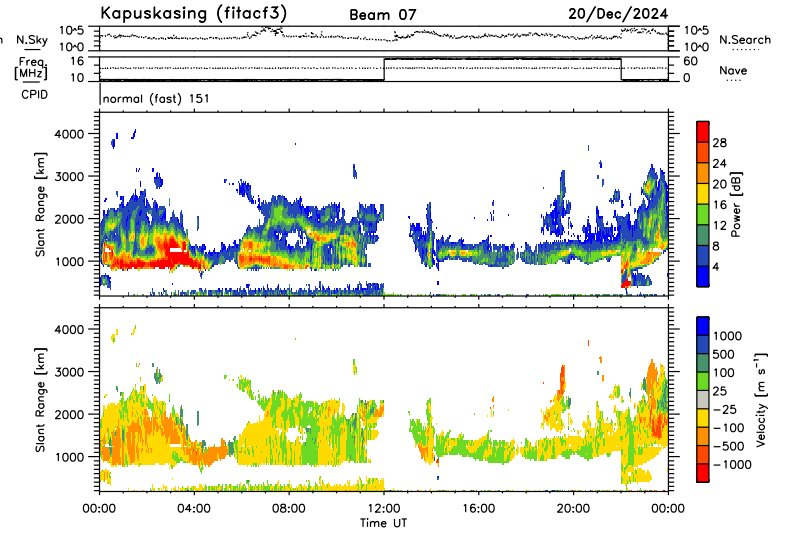 Kapuskasing (fitacf3) Beam 07 20/Dec/2024
N.Sky 10^5 10^0 10^5 10^0 N.Search
Freq. [MHz] 16 10 60 0 Nave
CPID normal (fast) 151
Slant Range [km]
4000
3000
2000
1000
28
24
20
16
12
8
4
Power [dB]
Slant Range [km]
4000
3000
2000
1000
1000
500
100
25
-25
-100
-500
-1000
Velocity [m s⁻¹]
00:00 04:00 08:00 12:00 16:00 20:00 00:00
Time UT